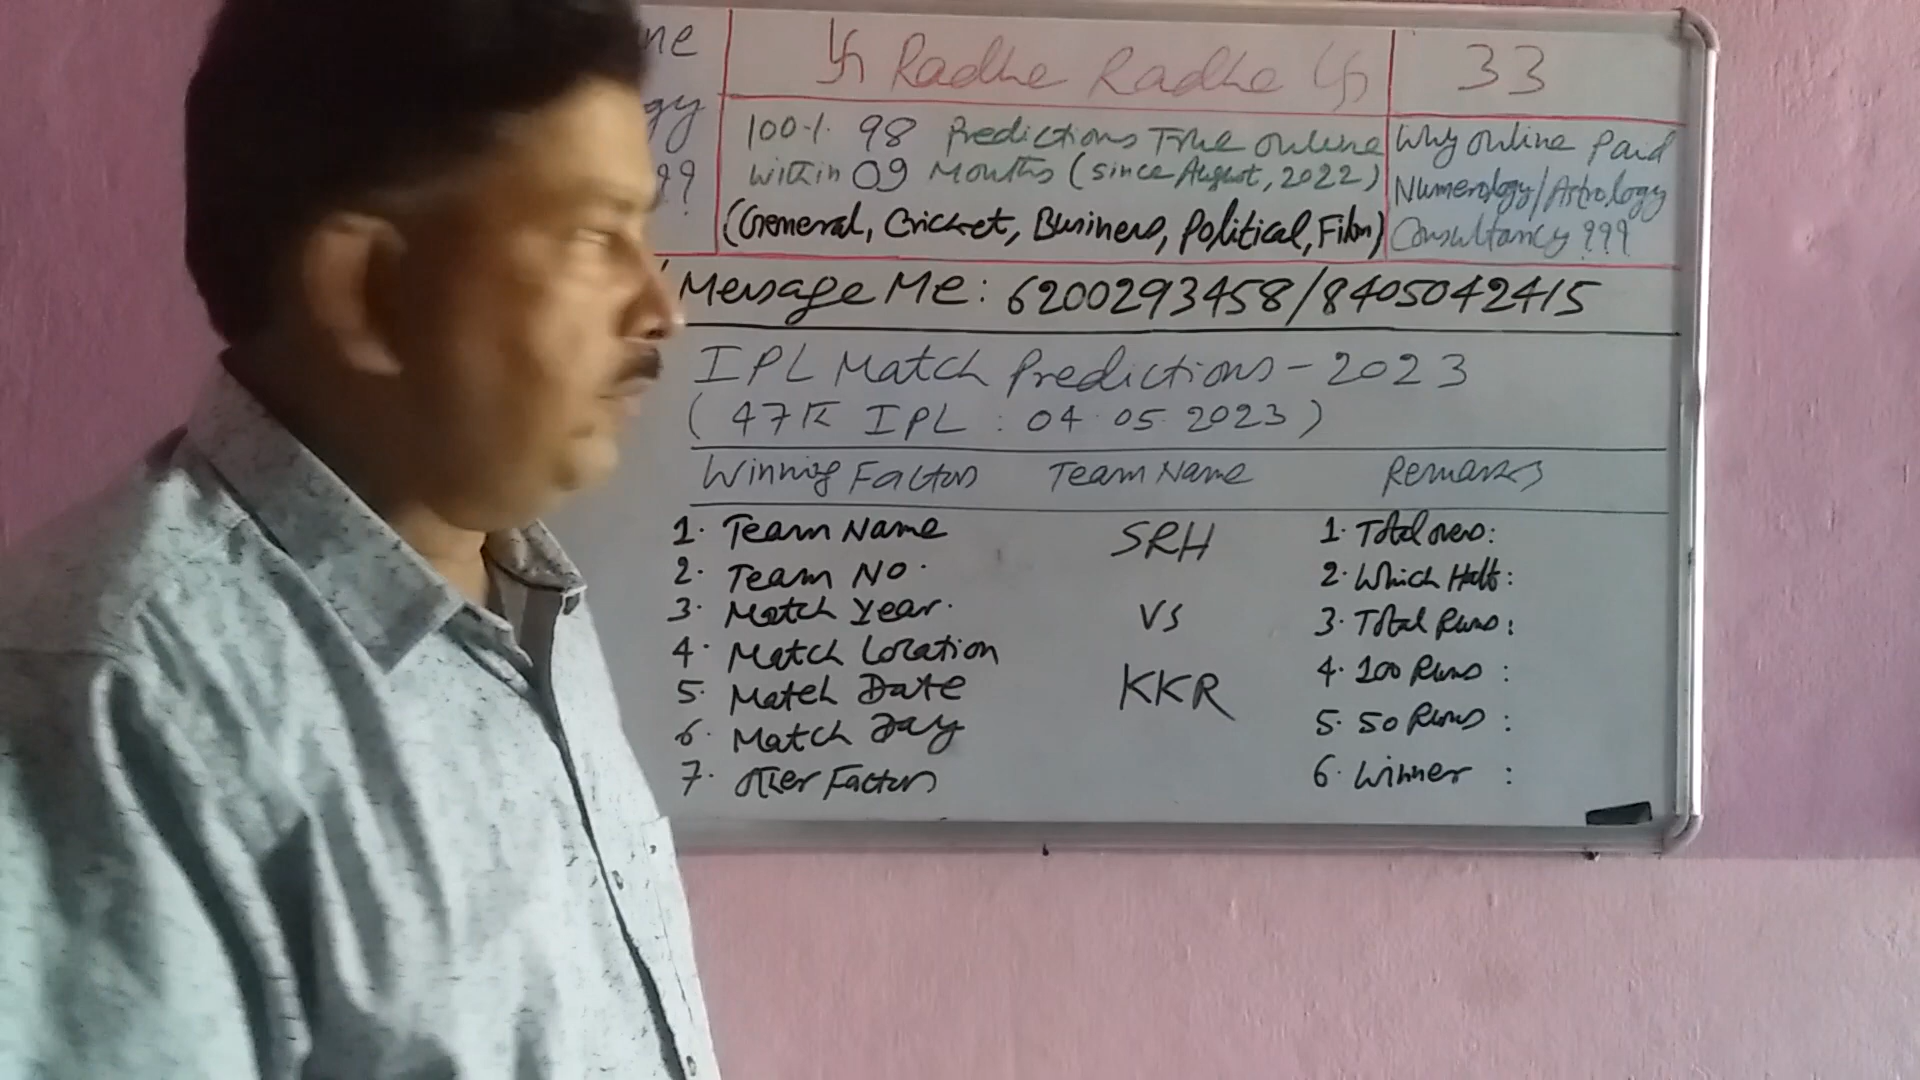 ne
gy
??
卐 Radhe Radhe 卐
33
100% 98 Predictions True online
within 09 Months (since August, 2022)
(General, Cricket, Business, Political, Film)
Why online Paid
Numerology/Astrology
Consultancy ???
Message Me: 6200293458/8405042415
IPL Match Predictions - 2023
(47th IPL : 04.05.2023)
Winning Factors Team Name Remarks
1. Team Name
2. Team No.
3. Match Year.
4. Match Location
5. Match Date
6. Match Day
7. Other Factors
SRH
VS
KKR
1. Total overs:
2. Which Half:
3. Total Runs:
4. 100 Runs :
5. 50 Runs :
6. Winner :